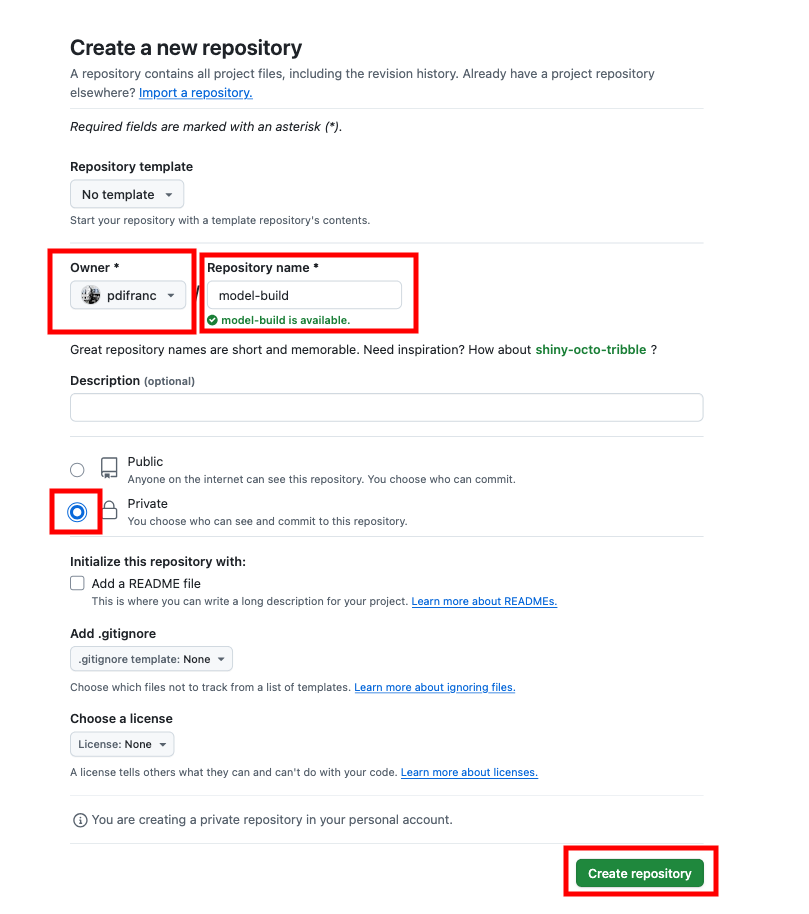 Create a new repository
A repository contains all project files, including the revision history. Already have a project repository
elsewhere? Import a repository.
Required fields are marked with an asterisk (*).
Repository template
No template
Start your repository with a template repository's contents.
Owner * Repository name *
pdifranc / model-build
model-build is available.
Great repository names are short and memorable. Need inspiration? How about shiny-octo-tribble ?
Description (optional)
Public
Anyone on the internet can see this repository. You choose who can commit.
Private
You choose who can see and commit to this repository.
Initialize this repository with:
Add a README file
This is where you can write a long description for your project. Learn more about READMEs.
Add .gitignore
.gitignore template: None
Choose which files not to track from a list of templates. Learn more about ignoring files.
Choose a license
License: None
A license tells others what they can and can't do with your code. Learn more about licenses.
You are creating a private repository in your personal account.
Create repository